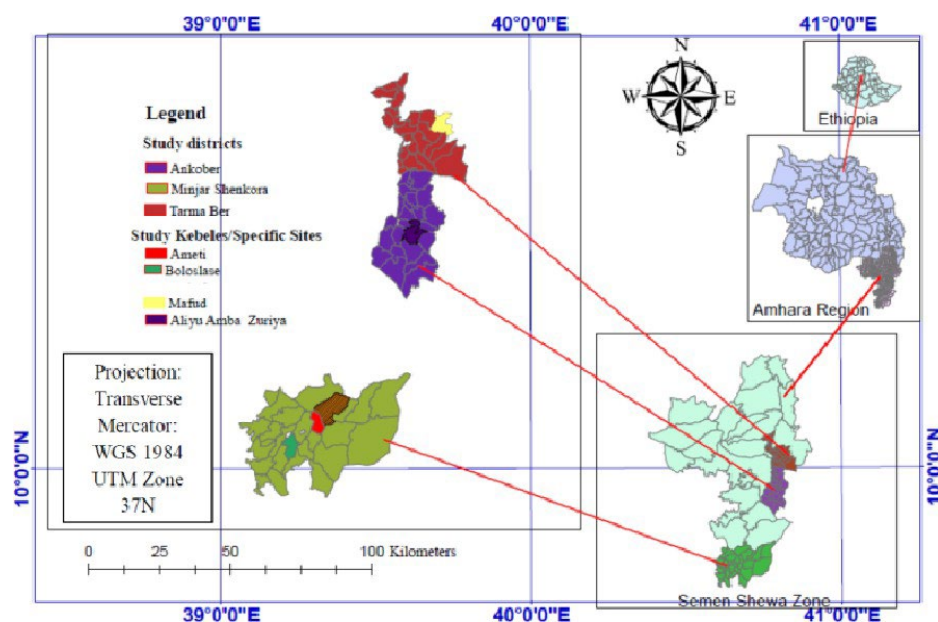 39°0'0"E 40°0'0"E 41°0'0"E
N
W E
S
Ethiopia
Legend
Study districts
Ankober
Minjar Shenkora
Tarma Ber
Study Kebeles/Specific Sites
Ameti
Boloslase
Mafud
Aliyu Amba Zuriya
Amhara Region
Projection:
Transverse
Mercator:
WGS 1984
UTM Zone
37N
10°0'0"N
10°0'0"N
0 25 50 100 Kilometers
Semen Shewa Zone
39°0'0"E 40°0'0"E 41°0'0"E